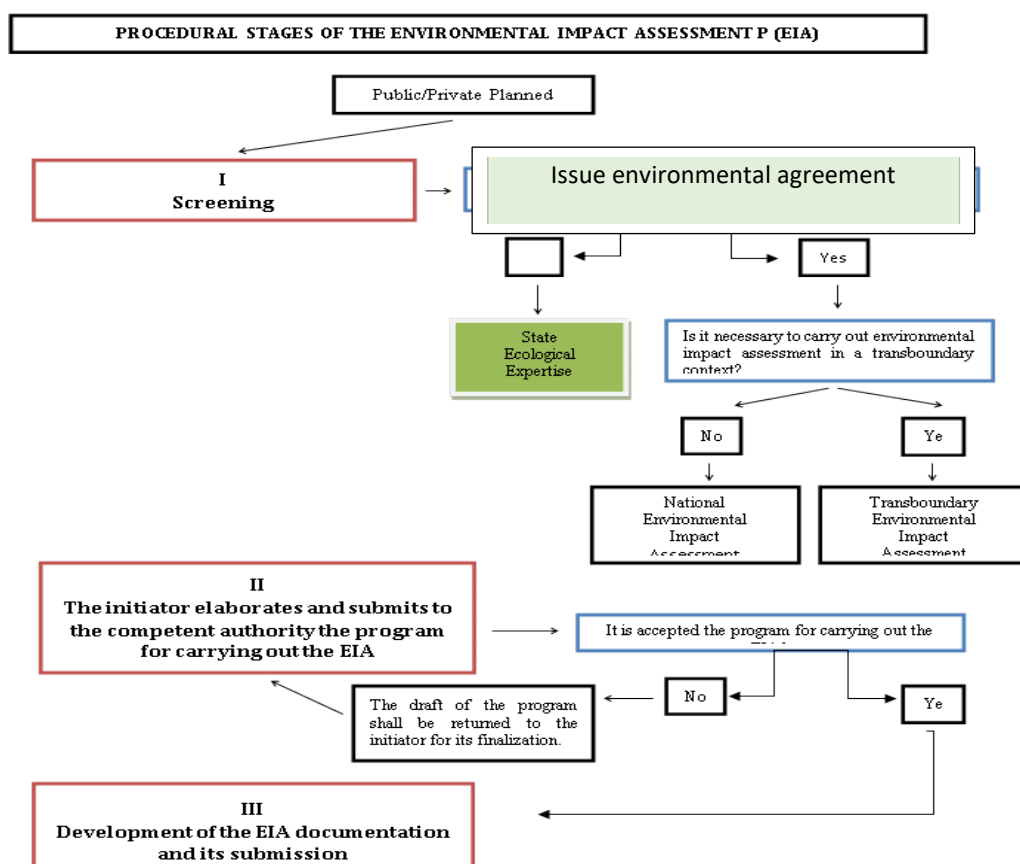 PROCEDURAL STAGES OF THE ENVIRONMENTAL IMPACT ASSESSMENT P (EIA)
Public/Private Planned
I
Screening
Issue environmental agreement
Yes
State
Ecological
Expertise
Is it necessary to carry out environmental
impact assessment in a transboundary
context?
No
Ye
National
Environmental
Impact
Assessment
Transboundary
Environmental
Impact
Assessment
II
The initiator elaborates and submits to
the competent authority the program
for carrying out the EIA
It is accepted the program for carrying out the
No
Ye
The draft of the program
shall be returned to the
initiator for its finalization.
III
Development of the EIA documentation
and its submission